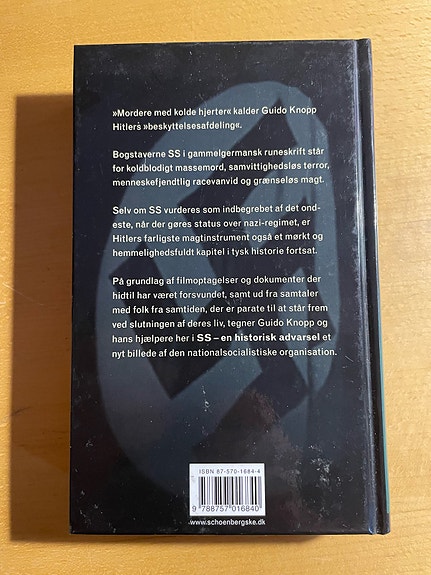 »Mordere med kolde hjerter« kalder Guido Knopp
Hitlers »beskyttelsesafdeling«.
Bogstaverne SS i gammelgermansk runeskrift står
for koldblodigt massemord, samvittighedsløs terror,
menneskefjendtlig racevanvid og grænseløs magt.
Selv om SS vurderes som indbegrebet af det ond-
este, når der gøres status over nazi-regimet, er
Hitlers farligste magtinstrument også et mørkt og
hemmelighedsfuldt kapitel i tysk historie fortsat.
På grundlag af filmoptagelser og dokumenter der
hidtil har været forsvundet, samt ud fra samtaler
med folk fra samtiden, der er parate til at står frem
ved slutningen af deres liv, tegner Guido Knopp og
hans hjælpere her i SS – en historisk advarsel et
nyt billede af den nationalsocialistiske organisation.
ISBN 87-570-1684-4
9 788757 016840
www.schoenbergske.dk